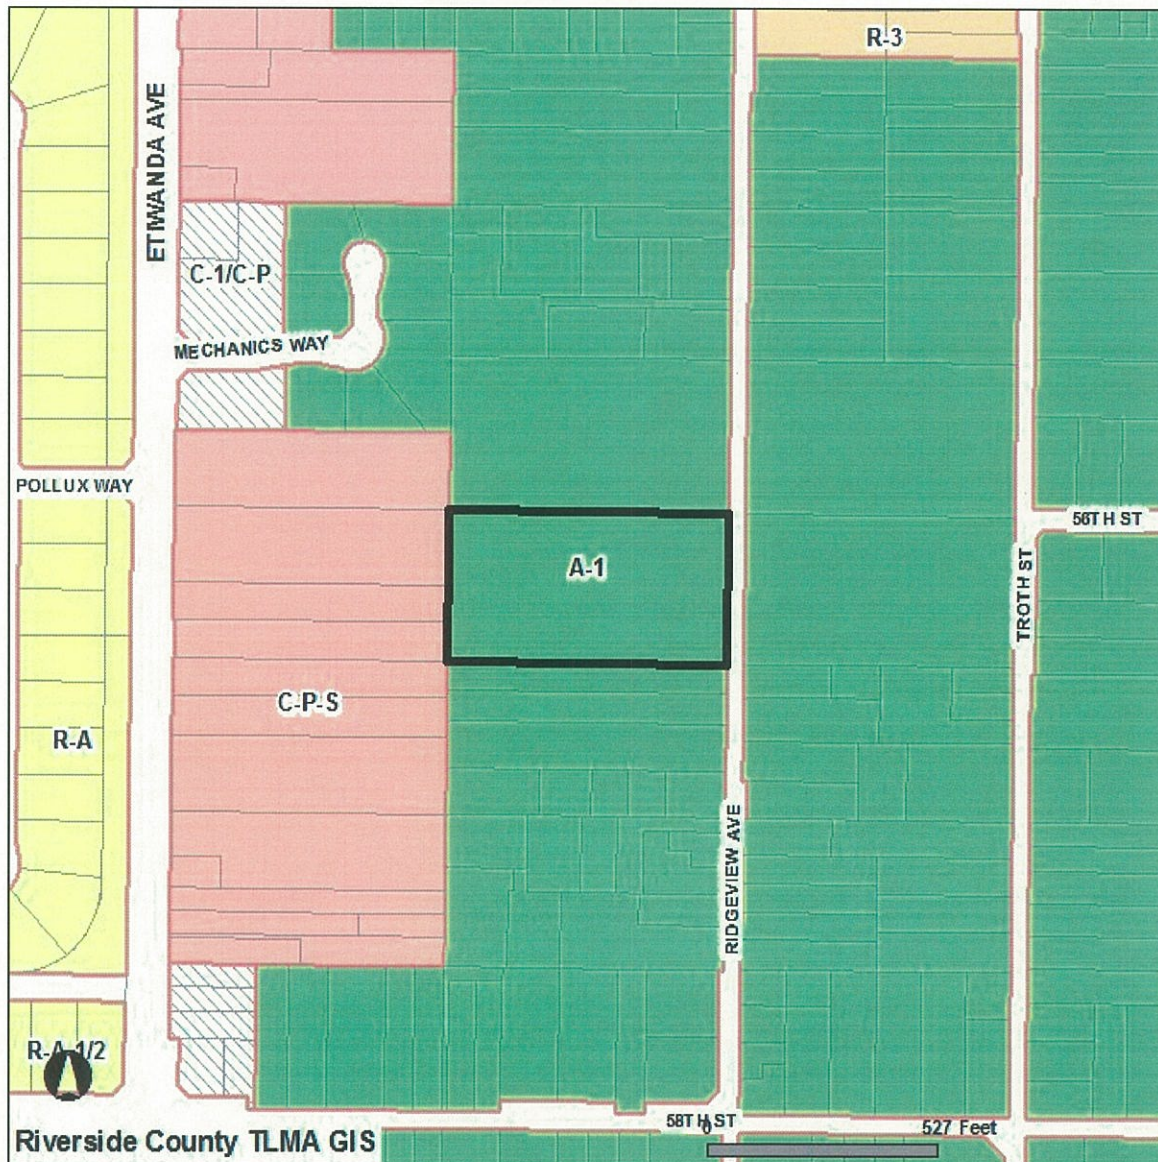 R-3
ETIWANDA AVE
C-1/C-P
MECHANICS WAY
POLLUX WAY
56TH ST
A-1
TROTH ST
C-P-S
R-A
RIDGEVIEW AVE
R-A-1/2
58TH ST
0
527 Feet
Riverside County TLMA GIS